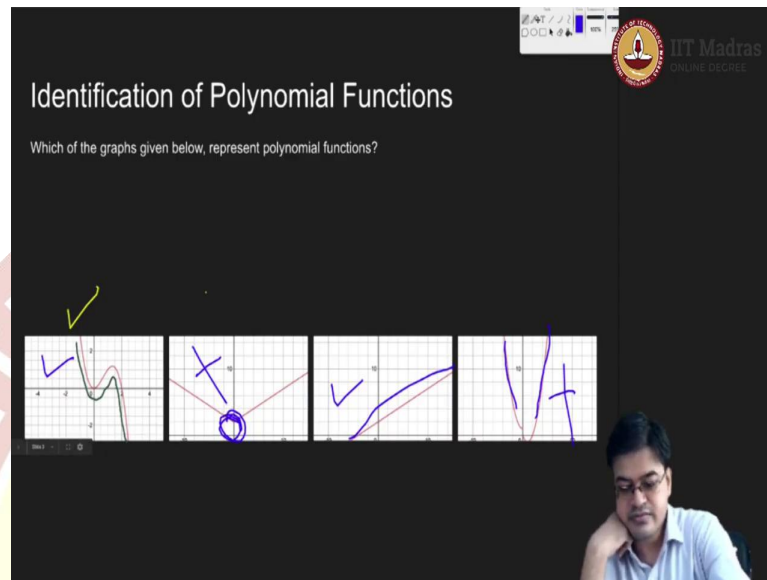 IIT Madras
ONLINE DEGREE
Identification of Polynomial Functions
Which of the graphs given below, represent polynomial functions?